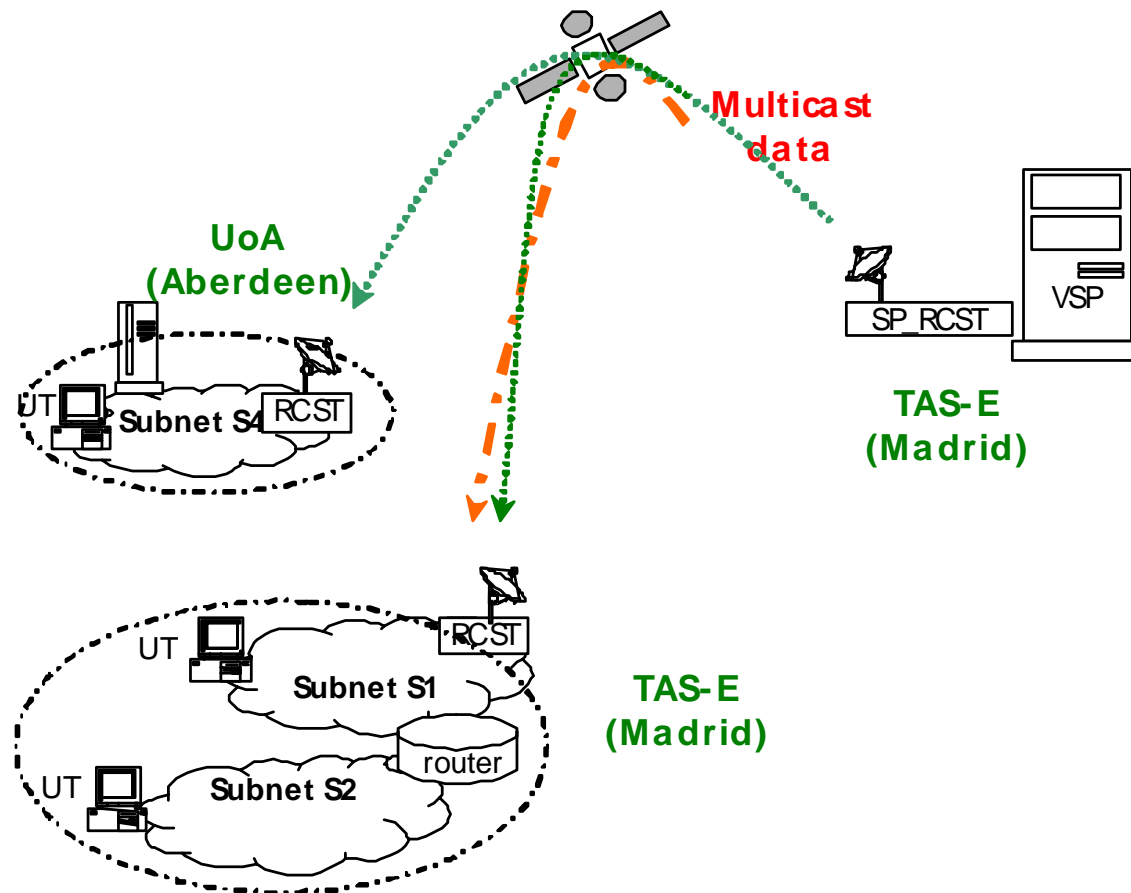 Multicast
data
UoA
(Aberdeen)
VSP
SP_RCST
UT
Subnet S4
RCST
TAS-E
(Madrid)
RCST
UT
Subnet S1
TAS-E
(Madrid)
router
UT
Subnet S2